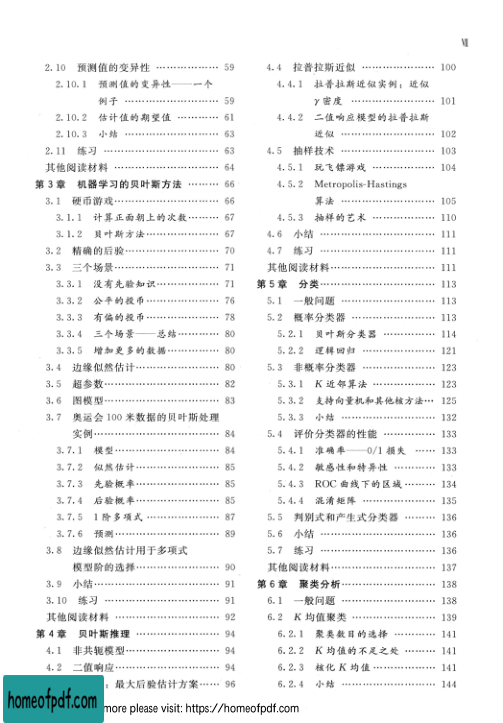 Ⅶ
2.10 预测值的变异性 ……………… 59
2.10.1 预测值的变异性——一个
例子 …………………… 59
2.10.2 估计值的期望值 ………… 63
2.10.3 小结 …………………… 63
2.11 练习 ………………………… 63
其他阅读材料 ……………………… 64
第3章 机器学习的贝叶斯方法 ……… 66
3.1 硬币游戏………………………… 66
3.1.1 计算正面朝上的次数……… 67
3.1.2 贝叶斯方法……………… 67
3.2 精确的后验……………………… 70
3.3 三个场景………………………… 71
3.3.1 没有先验知识…………… 71
3.3.2 公平的投币……………… 76
3.3.3 有偏的投币……………… 78
3.3.4 三个场景——总结………… 80
3.3.5 增加更多的数据………… 80
3.4 边缘似然估计…………………… 80
3.5 超参数…………………………… 82
3.6 图模型…………………………… 83
3.7 奥运会100米数据的贝叶斯处理
实例……………………………… 84
3.7.1 模型……………………… 84
3.7.2 似然估计………………… 85
3.7.3 先验概率………………… 85
3.7.4 后验概率………………… 85
3.7.5 1阶多项式 ……………… 87
3.7.6 预测……………………… 89
3.8 边缘似然估计用于多项式
模型阶的选择…………………… 90
3.9 小结……………………………… 91
3.10 练习 …………………………… 91
其他阅读材料 ……………………… 92
第4章 贝叶斯推理 ………………… 94
4.1 非共轭模型……………………… 94
4.2 二值响应………………………… 94
：最大后验估计方案…… 96
4.4 拉普拉斯近似 ………………… 100
4.4.1 拉普拉斯近似实例：近似
γ密度 …………………… 101
4.4.2 二值响应模型的拉普拉斯
近似 ……………………… 102
4.5 抽样技术 ……………………… 103
4.5.1 玩飞镖游戏 …………… 104
4.5.2 Metropolis-Hastings
算法 ……………………… 105
4.5.3 抽样的艺术 …………… 110
4.6 小结 …………………………… 111
4.7 练习 …………………………… 111
其他阅读材料……………………… 111
第5章 分类………………………… 113
5.1 一般问题 ……………………… 113
5.2 概率分类器 …………………… 113
5.2.1 贝叶斯分类器 ………… 114
5.2.2 逻辑回归 ……………… 121
5.3 非概率分类器 ………………… 123
5.3.1 K近邻算法 …………… 123
5.3.2 支持向量机和其他核方法… 125
5.3.3 小结 …………………… 132
5.4 评价分类器的性能 …………… 133
5.4.1 准确率——0/1损失 …… 133
5.4.2 敏感性和特异性 ……… 133
5.4.3 ROC曲线下的区域……… 134
5.4.4 混淆矩阵 ……………… 135
5.5 判别式和产生式分类器 ……… 136
5.6 小结 …………………………… 136
5.7 练习 …………………………… 136
其他阅读材料……………………… 137
第6章 聚类分析…………………… 138
6.1 一般问题 ……………………… 138
6.2 K均值聚类 …………………… 139
6.2.1 聚类数目的选择 ……… 141
6.2.2 K均值的不足之处 …… 141
6.2.3 核化K均值……………… 141
6.2.4 小结 …………………… 144
homeofpdf.com
more please visit: https://homeofpdf.com